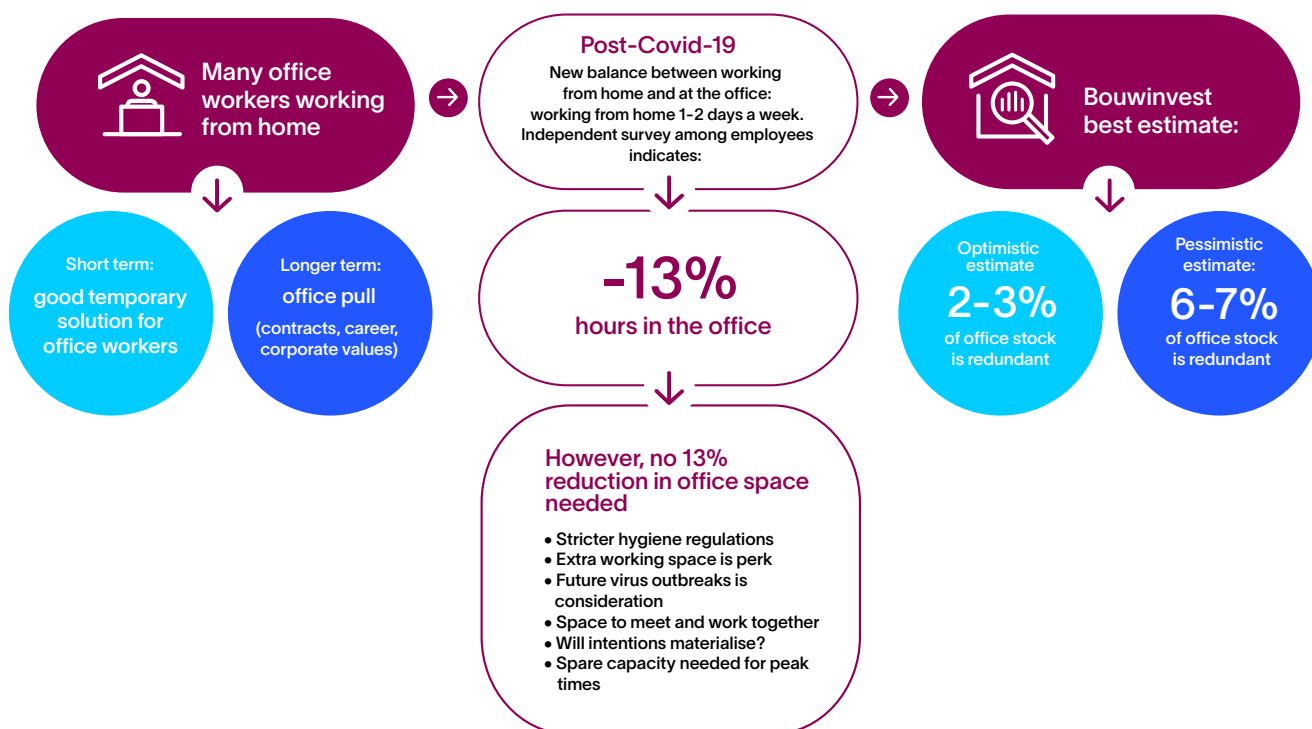 Many office
workers working
from home
Short term:
good temporary
solution for
office workers
Longer term:
office pull
(contracts, career,
corporate values)
Post-Covid-19
New balance between working
from home and at the office:
working from home 1-2 days a week.
Independent survey among employees
indicates:
-13%
hours in the office
However, no 13%
reduction in office space
needed
• Stricter hygiene regulations
• Extra working space is perk
• Future virus outbreaks is
consideration
• Space to meet and work together
• Will intentions materialise?
• Spare capacity needed for peak
times
Bouwinvest
best estimate:
Optimistic
estimate
2-3%
of office stock
is redundant
Pessimistic
estimate:
6-7%
of office stock
is redundant